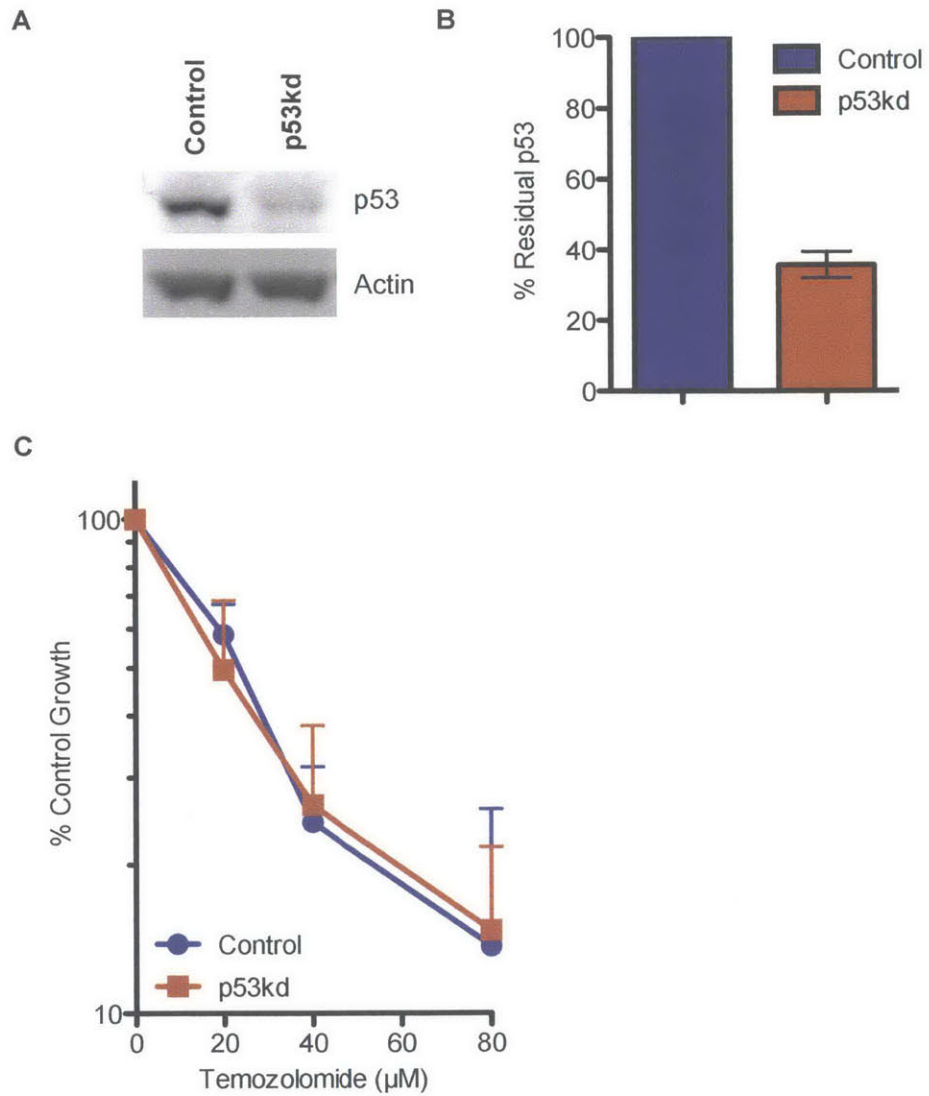 A
Control
p53kd
p53
Actin
B
100
80
60
40
20
0
% Residual p53
Control
p53kd
C
100
10
% Control Growth
Control
p53kd
0 20 40 60 80
Temozolomide (µM)